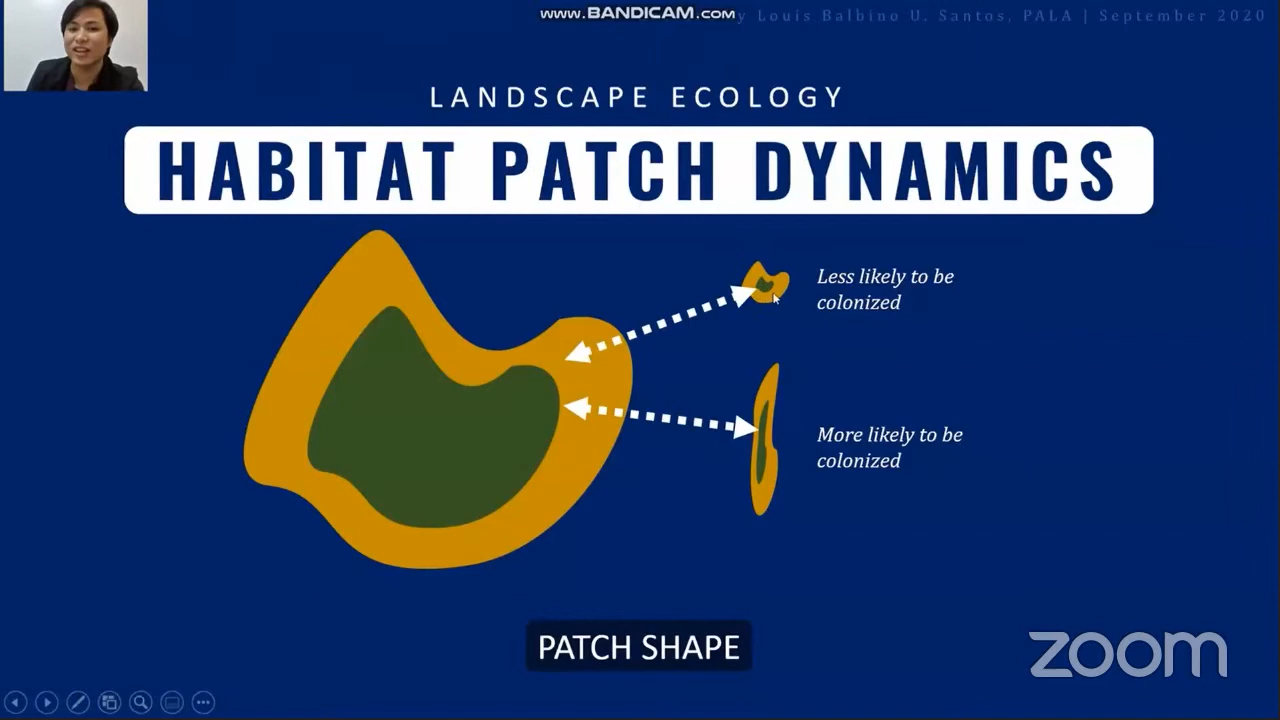 www.BANDICAM.com
Louis Balbino U. Santos, PALA | September 2020
LANDSCAPE ECOLOGY
HABITAT PATCH DYNAMICS
Less likely to be
colonized
More likely to be
colonized
PATCH SHAPE
zoom